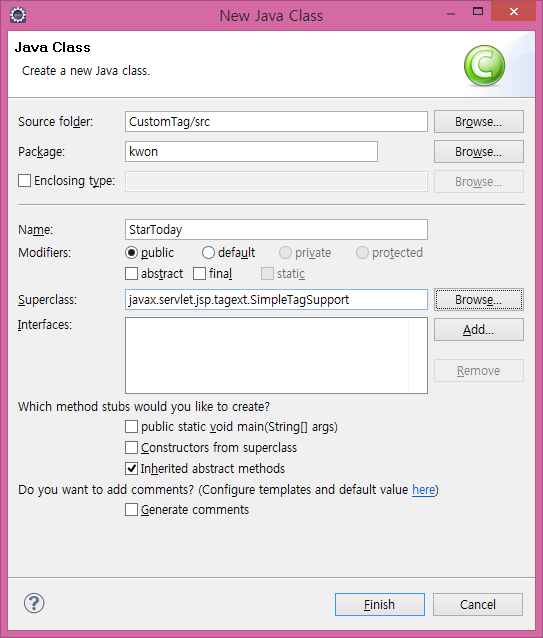 New Java Class
Java Class
Create a new Java class.
C
Source folder: CustomTag/src Browse...
Package: kwon Browse...
Enclosing type: Browse...
Name: StarToday
Modifiers: public default private protected
abstract final static
Superclass: javax.servlet.jsp.tagext.SimpleTagSupport Browse...
Interfaces: Add...
Remove
Which method stubs would you like to create?
public static void main(String[] args)
Constructors from superclass
Inherited abstract methods
Do you want to add comments? (Configure templates and default value here)
Generate comments
? Finish Cancel